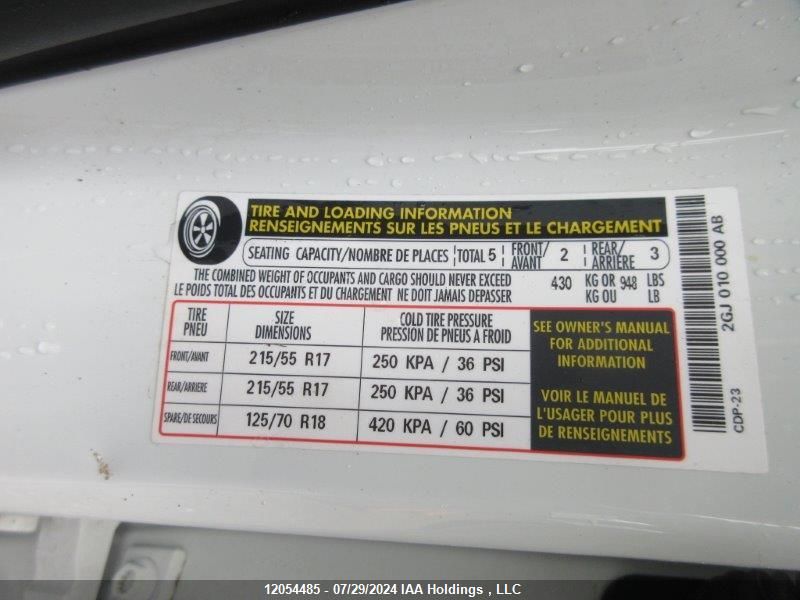 TIRE AND LOADING INFORMATION
RENSEIGNEMENTS SUR LES PNEUS ET LE CHARGEMENT
SEATING CAPACITY/NOMBRE DE PLACES TOTAL 5 FRONT/AVANT 2 REAR/ARRIÈRE 3
THE COMBINED WEIGHT OF OCCUPANTS AND CARGO SHOULD NEVER EXCEED 430 KG OR 948 LBS
LE POIDS TOTAL DES OCCUPANTS ET DU CHARGEMENT NE DOIT JAMAIS DEPASSER KG OU LB
TIRE SIZE COLD TIRE PRESSURE
PNEU DIMENSIONS PRESSION DE PNEUS A FROID
FRONT/AVANT 215/55 R17 250 KPA / 36 PSI
REAR/ARRIERE 215/55 R17 250 KPA / 36 PSI
SPARE/DE SECOURS 125/70 R18 420 KPA / 60 PSI
SEE OWNER'S MANUAL
FOR ADDITIONAL
INFORMATION
VOIR LE MANUEL DE
L'USAGER POUR PLUS
DE RENSEIGNEMENTS
2GJ 010 000 AB
CDP-23
12054485 - 07/29/2024 IAA Holdings , LLC